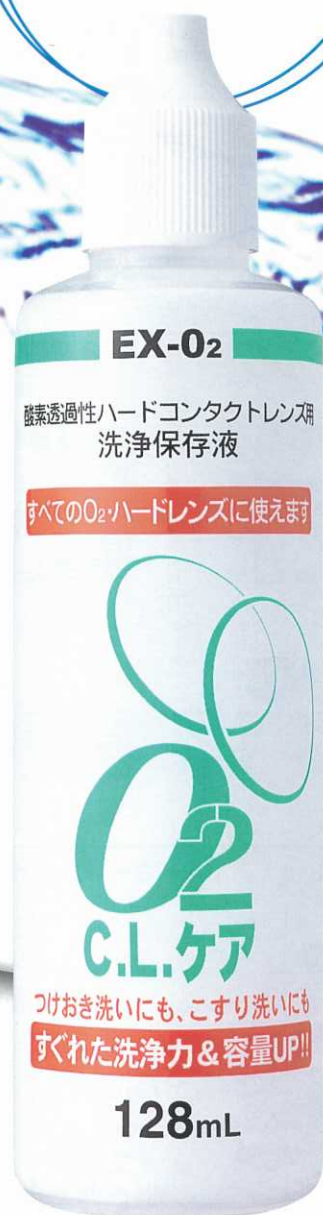 EX-O₂
酸素透過性ハードコンタクトレンズ用
洗浄保存液
すべてのO₂・ハードレンズに使えます
O₂
C.L.ケア
つけおき洗いにも、こすり洗いにも
すぐれた洗浄力&容量UP!!
128mL